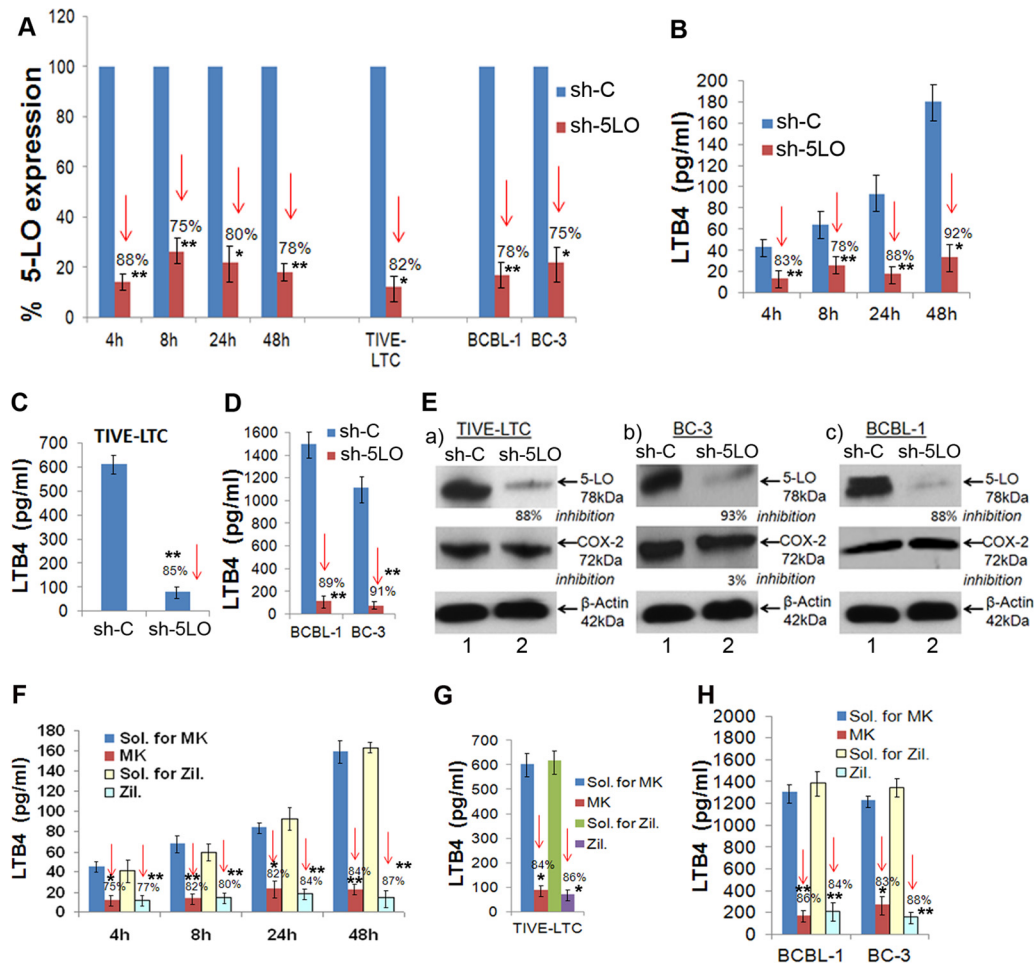 A
% 5-LO expression
120
100
80
60
40
20
0
sh-C
sh-5LO
88%
**
75%
**
80%
*
78%
**
82%
*
78%
**
75%
*
4h 8h 24h 48h TIVE-LTC BCBL-1 BC-3
B
LTB4 (pg/ml)
200
180
160
140
120
100
80
60
40
20
0
sh-C
sh-5LO
83%
**
78%
**
88%
**
92%
*
4h 8h 24h 48h
C
TIVE-LTC
LTB4 (pg/ml)
700
600
500
400
300
200
100
0
**
85%
sh-C sh-5LO
D
LTB4 (pg/ml)
1600
1400
1200
1000
800
600
400
200
0
sh-C
sh-5LO
89%
**
**
91%
BCBL-1 BC-3
E
a) TIVE-LTC
sh-C sh-5LO
5-LO
78kDa
88% inhibition
COX-2
72kDa
inhibition
β-Actin
42kDa
1 2
b) BC-3
sh-C sh-5LO
5-LO
78kDa
93% inhibition
COX-2
72kDa
3% inhibition
β-Actin
42kDa
1 2
c) BCBL-1
sh-C sh-5LO
5-LO
78kDa
88% inhibition
COX-2
72kDa
inhibition
β-Actin
42kDa
1 2
F
LTB4 (pg/ml)
180
160
140
120
100
80
60
40
20
0
Sol. for MK
MK
Sol. for Zil.
Zil.
*
75%
**
77%
**
82%
**
80%
*
82%
**
84%
84%
**
**
87%
4h 8h 24h 48h
G
LTB4 (pg/ml)
700
600
500
400
300
200
100
0
Sol. for MK
MK
Sol. for Zil.
Zil.
84%
*
86%
*
TIVE-LTC
H
LTB4 (pg/ml)
2000
1800
1600
1400
1200
1000
800
600
400
200
0
Sol. for MK
MK
Sol. for Zil.
Zil.
**
86%
84%
**
83%
*
88%
**
BCBL-1 BC-3